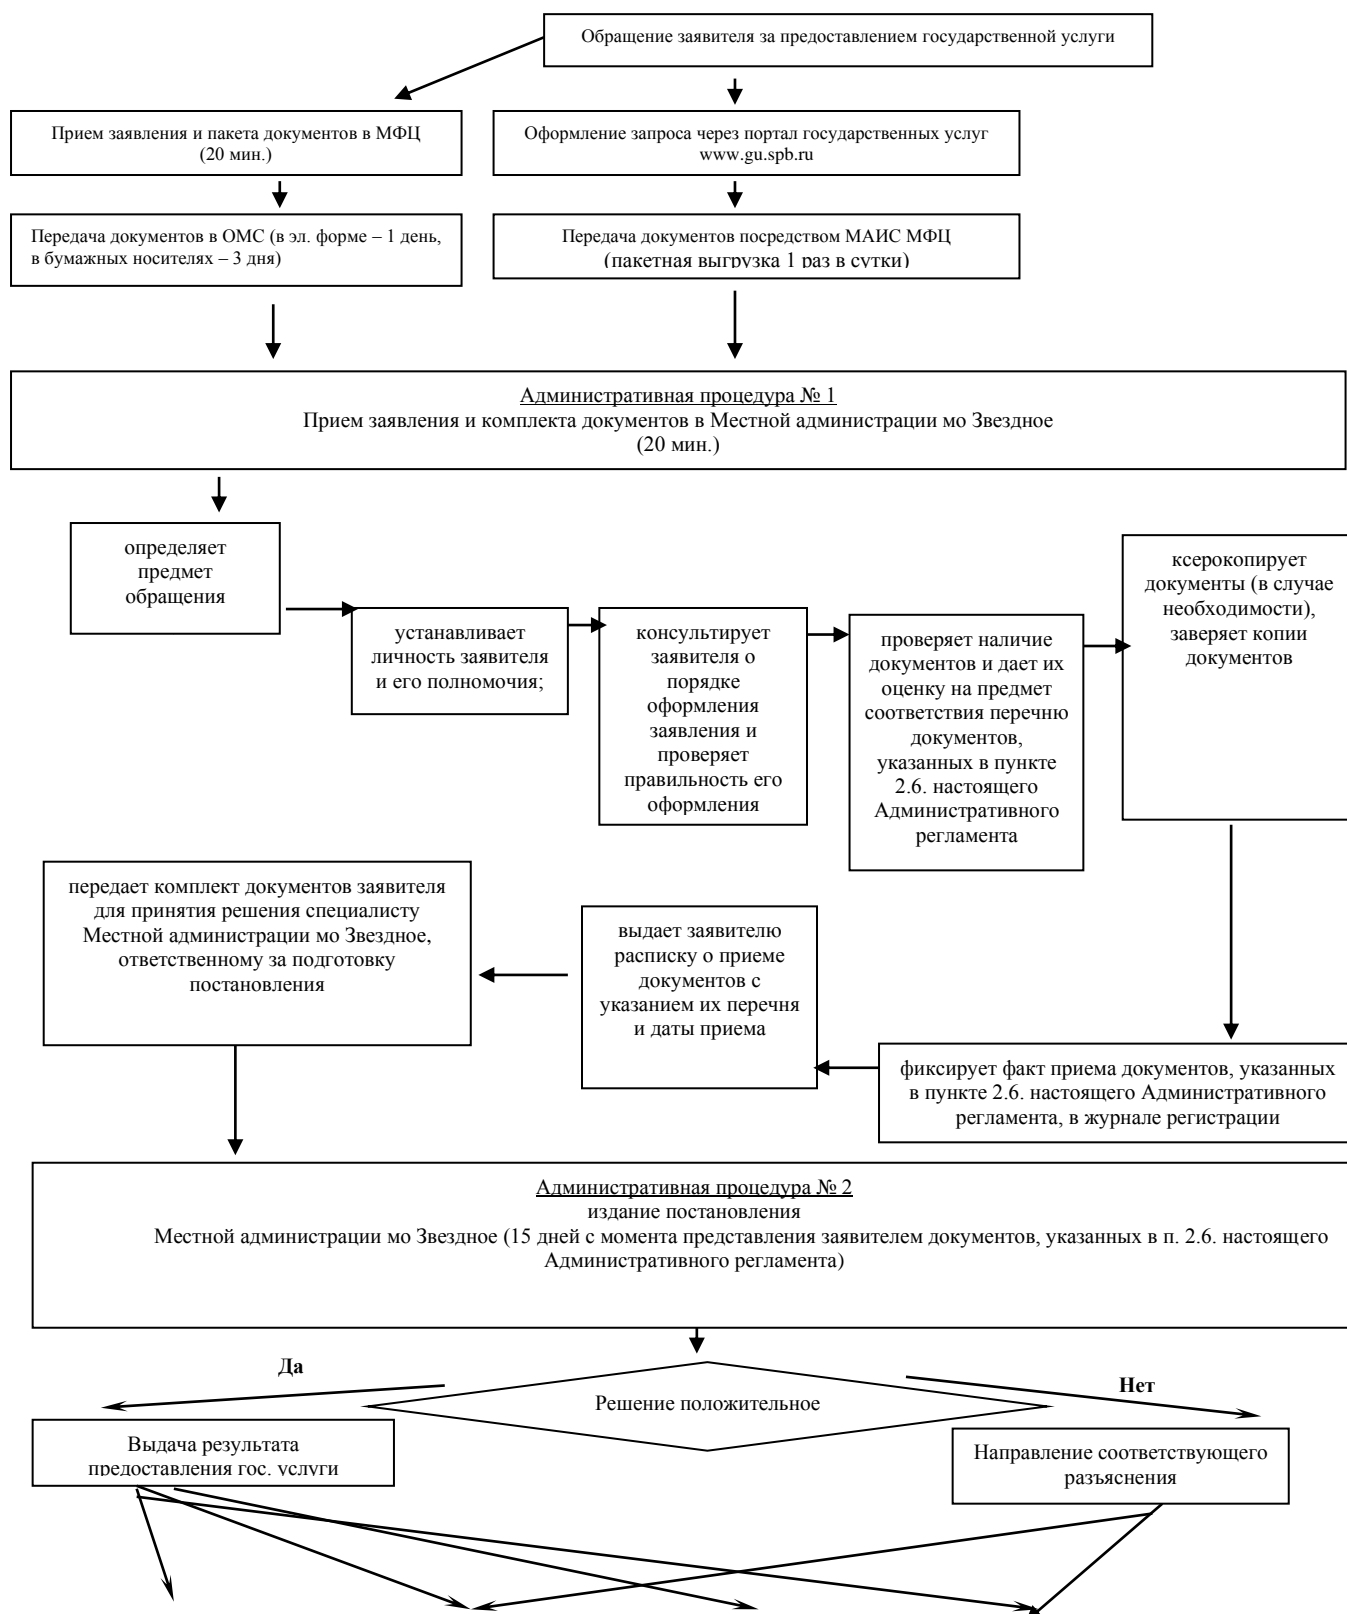 Обращение заявителя за предоставлением государственной услуги
Прием заявления и пакета документов в МФЦ
(20 мин.)
Оформление запроса через портал государственных услуг
www.gu.spb.ru
Передача документов в ОМС (в эл. форме – 1 день,
в бумажных носителях – 3 дня)
Передача документов посредством МАИС МФЦ
(пакетная выгрузка 1 раз в сутки)
Административная процедура № 1
Прием заявления и комплекта документов в Местной администрации мо Звездное
(20 мин.)
определяет
предмет
обращения
устанавливает
личность заявителя
и его полномочия;
консультирует
заявителя о
порядке
оформления
заявления и
проверяет
правильность его
оформления
проверяет наличие
документов и дает их
оценку на предмет
соответствия перечню
документов,
указанных в пункте
2.6. настоящего
Административного
регламента
ксерокопирует
документы (в случае
необходимости),
заверяет копии
документов
передает комплект документов заявителя
для принятия решения специалисту
Местной администрации мо Звездное,
ответственному за подготовку
постановления
выдает заявителю
расписку о приеме
документов с
указанием их перечня
и даты приема
фиксирует факт приема документов, указанных
в пункте 2.6. настоящего Административного
регламента, в журнале регистрации
Административная процедура № 2
издание постановления
Местной администрации мо Звездное (15 дней с момента представления заявителем документов, указанных в п. 2.6. настоящего
Административного регламента)
Да
Решение положительное
Нет
Выдача результата
предоставления гос. услуги
Направление соответствующего
разъяснения